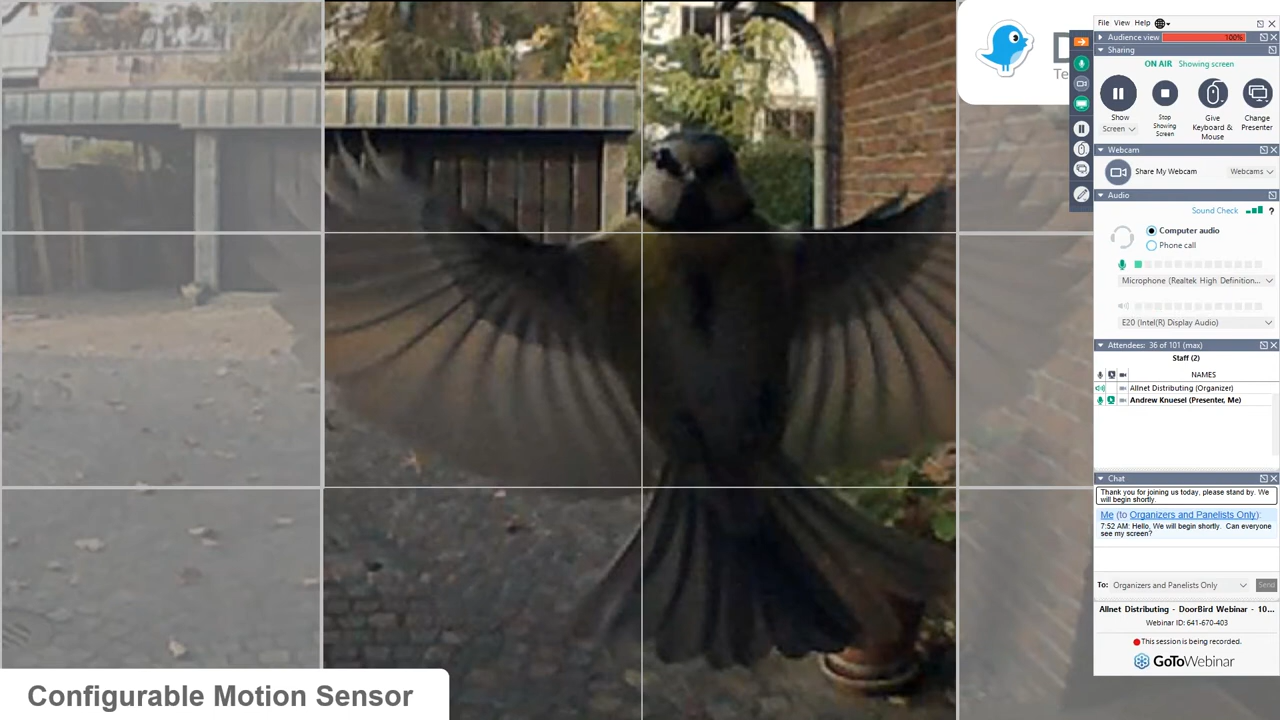 D
Te
File View Help
Audience view 100%
Sharing
ON AIR Showing screen
Show
Screen
Stop
Showing
Screen
Give
Keyboard &
Mouse
Change
Presenter
Webcam
Share My Webcam
Webcams
Audio
Sound Check ?
Computer audio
Phone call
Microphone (Realtek High Definition...
E20 (Intel(R) Display Audio)
Attendees: 36 of 101 (max)
Staff (2)
NAMES
Allnet Distributing (Organizer)
Andrew Knuesel (Presenter, Me)
Chat
Thank you for joining us today, please stand by. We
will begin shortly.
Me (to Organizers and Panelists Only):
7:52 AM: Hello, We will begin shortly. Can everyone
see my screen?
To: Organizers and Panelists Only
Send
Allnet Distributing - DoorBird Webinar - 10...
Webinar ID: 641-670-403
This session is being recorded.
GoToWebinar
Configurable Motion Sensor